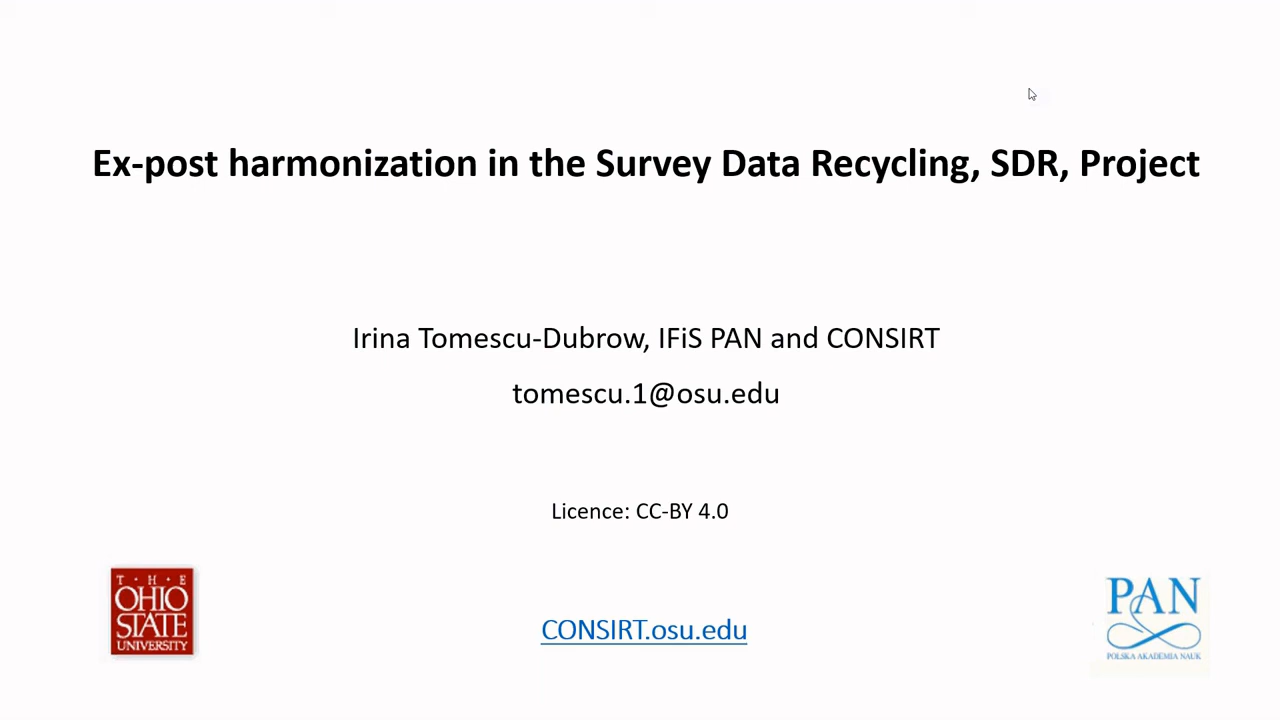 Ex-post harmonization in the Survey Data Recycling, SDR, Project
Irina Tomescu-Dubrow, IFiS PAN and CONSIRT
tomescu.1@osu.edu
Licence: CC-BY 4.0
T · H · E
OHIO
STATE
UNIVERSITY
CONSIRT.osu.edu
PAN
POLSKA AKADEMIA NAUK